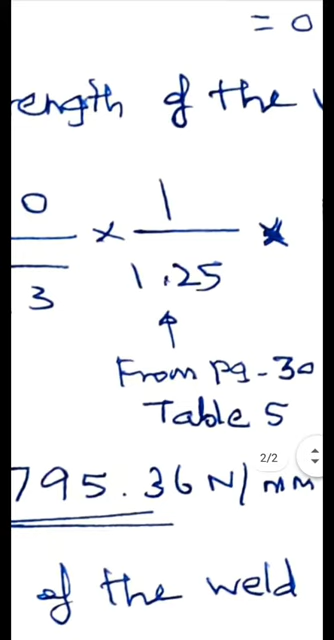 = 0
rength of the
0/3 × 1/1.25 ×
↑
From pg-30
Table 5
2/2
795.36 N/mm
of the weld